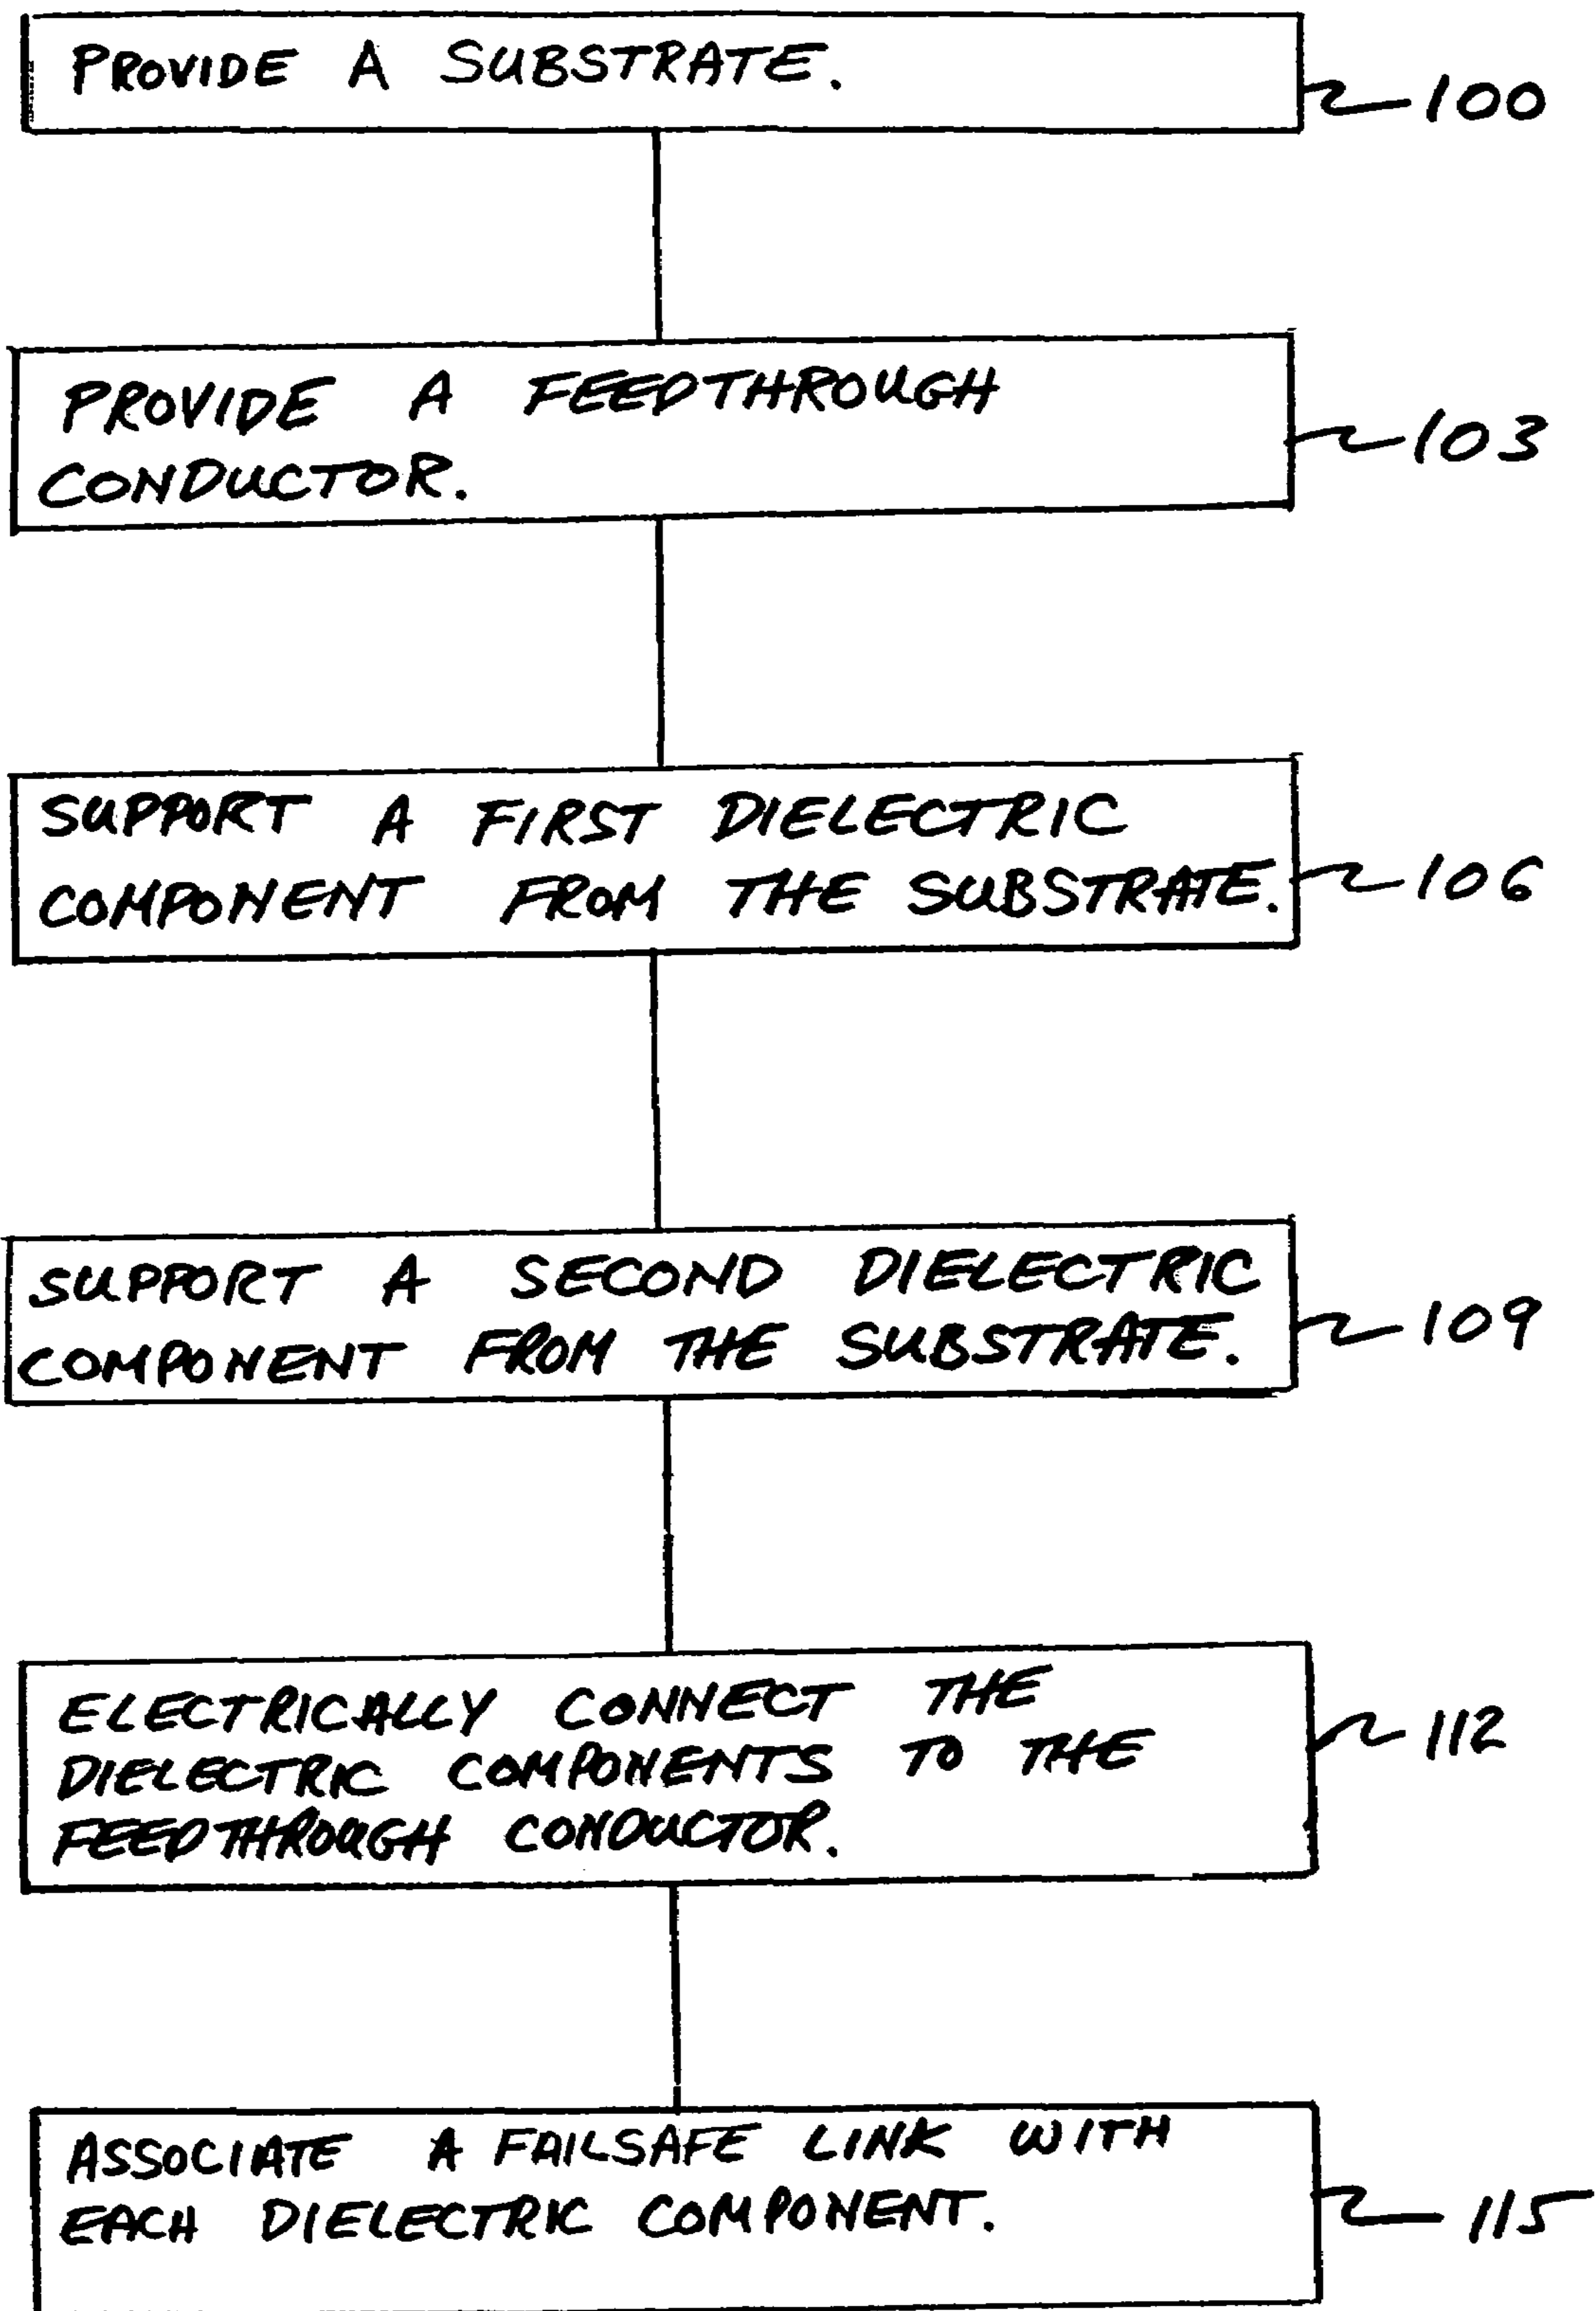 PROVIDE A SUBSTRATE.
100
PROVIDE A FEEDTHROUGH
CONDUCTOR.
103
SUPPORT A FIRST DIELECTRIC
COMPONENT FROM THE SUBSTRATE.
106
SUPPORT A SECOND DIELECTRIC
COMPONENT FROM THE SUBSTRATE.
109
ELECTRICALLY CONNECT THE
DIELECTRIC COMPONENTS TO THE
FEEDTHROUGH CONDUCTOR.
112
ASSOCIATE A FAILSAFE LINK WITH
EACH DIELECTRIC COMPONENT.
115